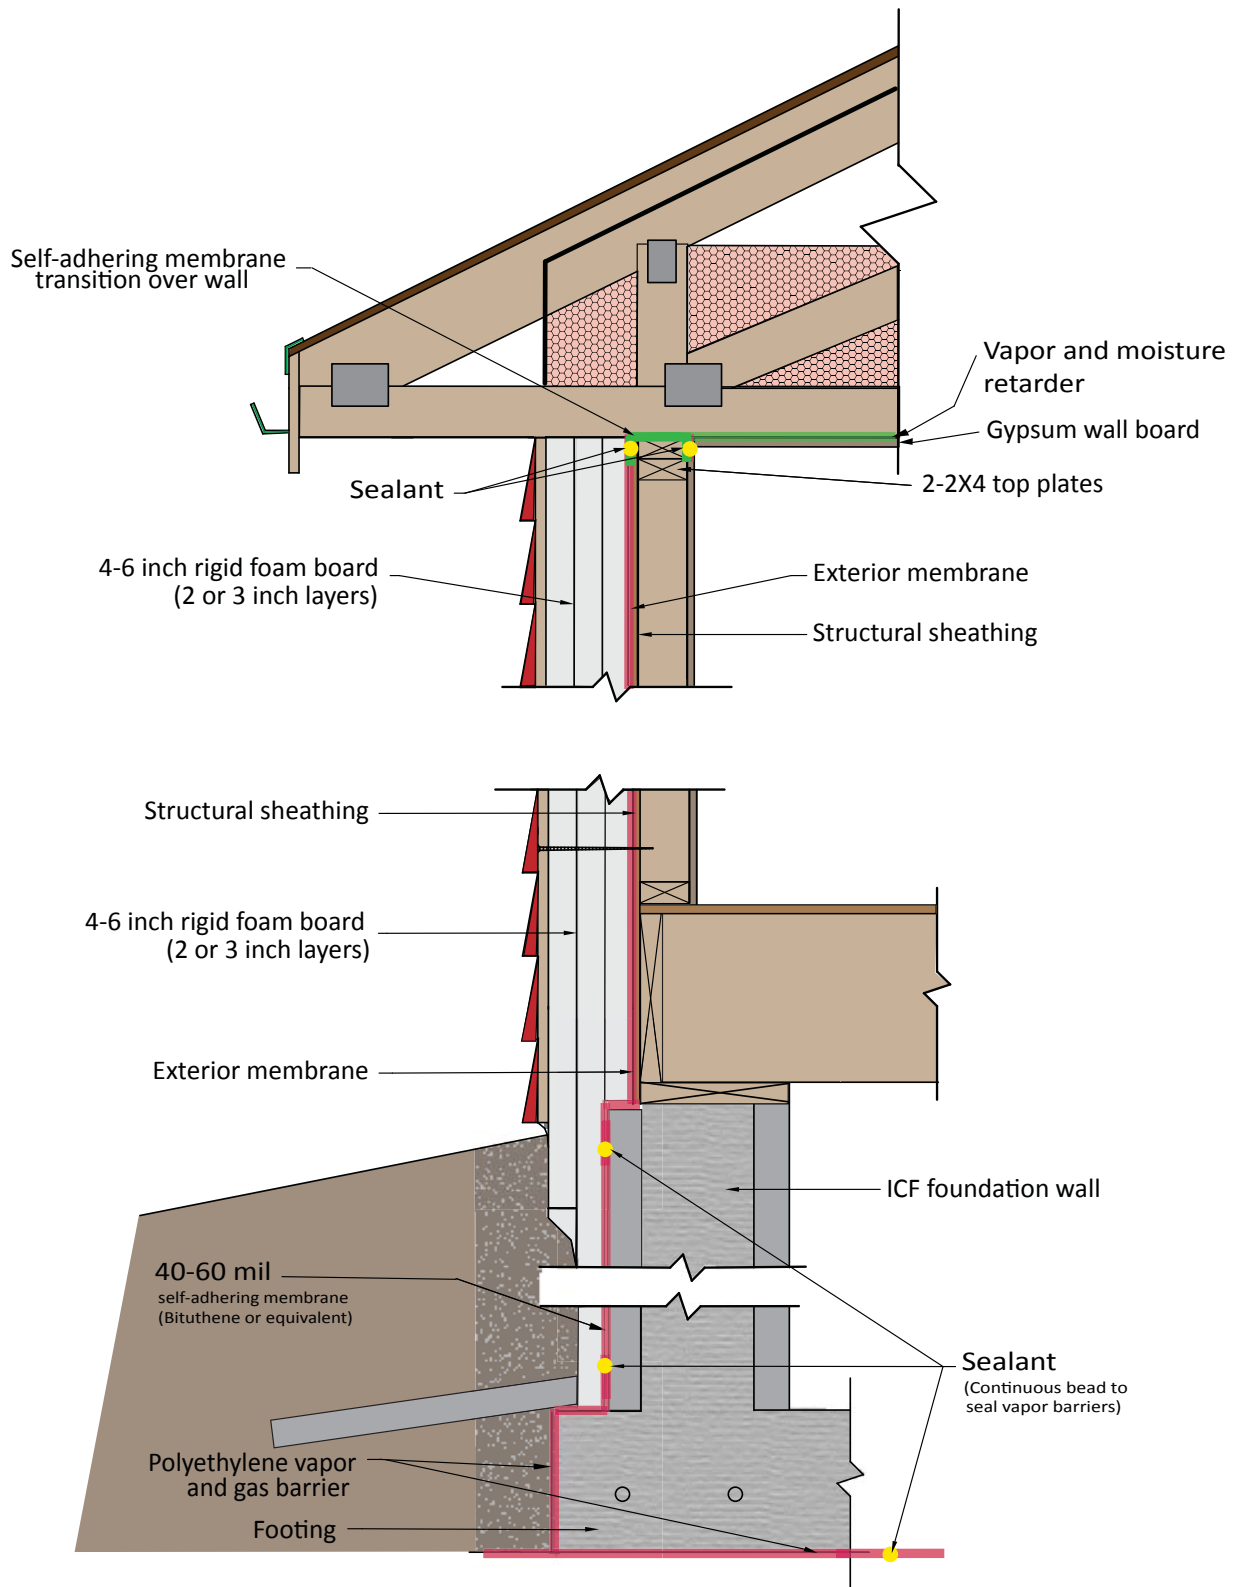 Self-adhering membrane
transition over wall
Vapor and moisture
retarder
Gypsum wall board
2-2X4 top plates
Sealant
4-6 inch rigid foam board
(2 or 3 inch layers)
Exterior membrane
Structural sheathing
Structural sheathing
4-6 inch rigid foam board
(2 or 3 inch layers)
Exterior membrane
ICF foundation wall
40-60 mil
self-adhering membrane
(Bituthene or equivalent)
Sealant
(Continuous bead to
seal vapor barriers)
Polyethylene vapor
and gas barrier
Footing